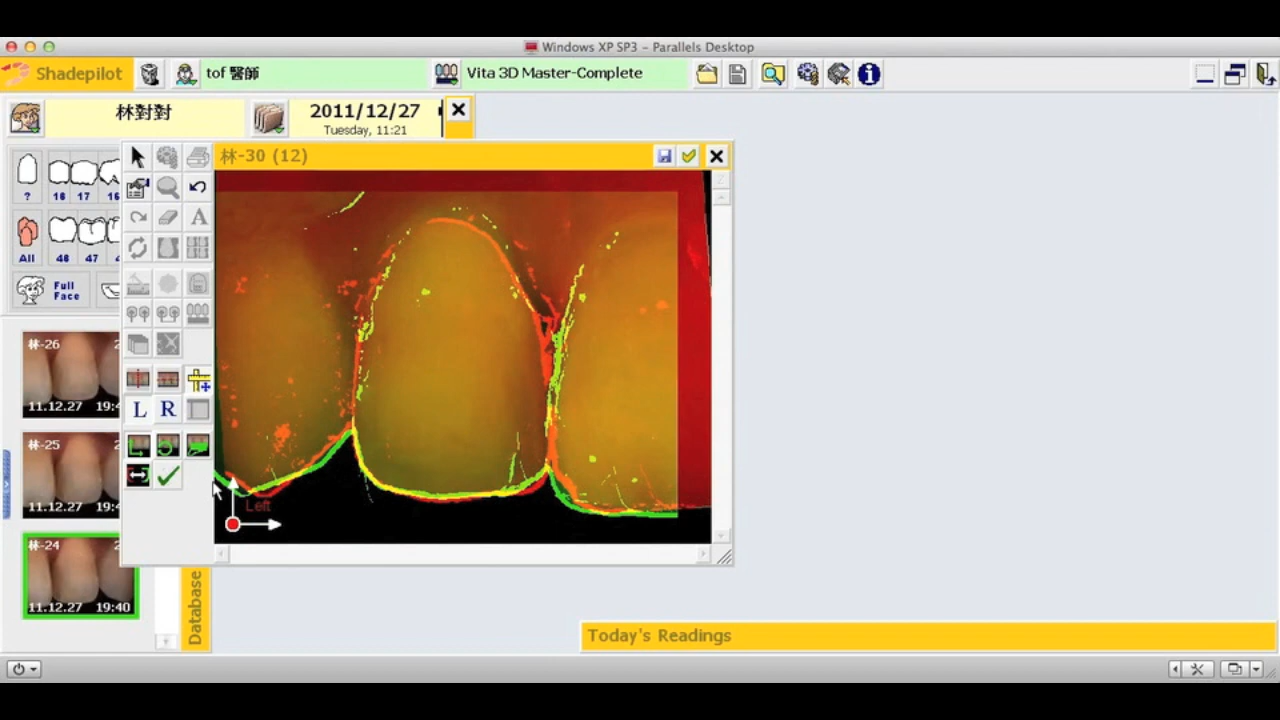 Windows XP SP3 - Parallels Desktop
Shadepilot
tof 醫師
Vita 3D Master-Complete
林對對
2011/12/27
Tuesday, 11:21
林-30 (12)
?
18
17
All
48
47
Full
Face
A
L
R
林-26
11.12.27
林-25
11.12.27
林-24
11.12.27 19:40
Left
Database
Today's Readings